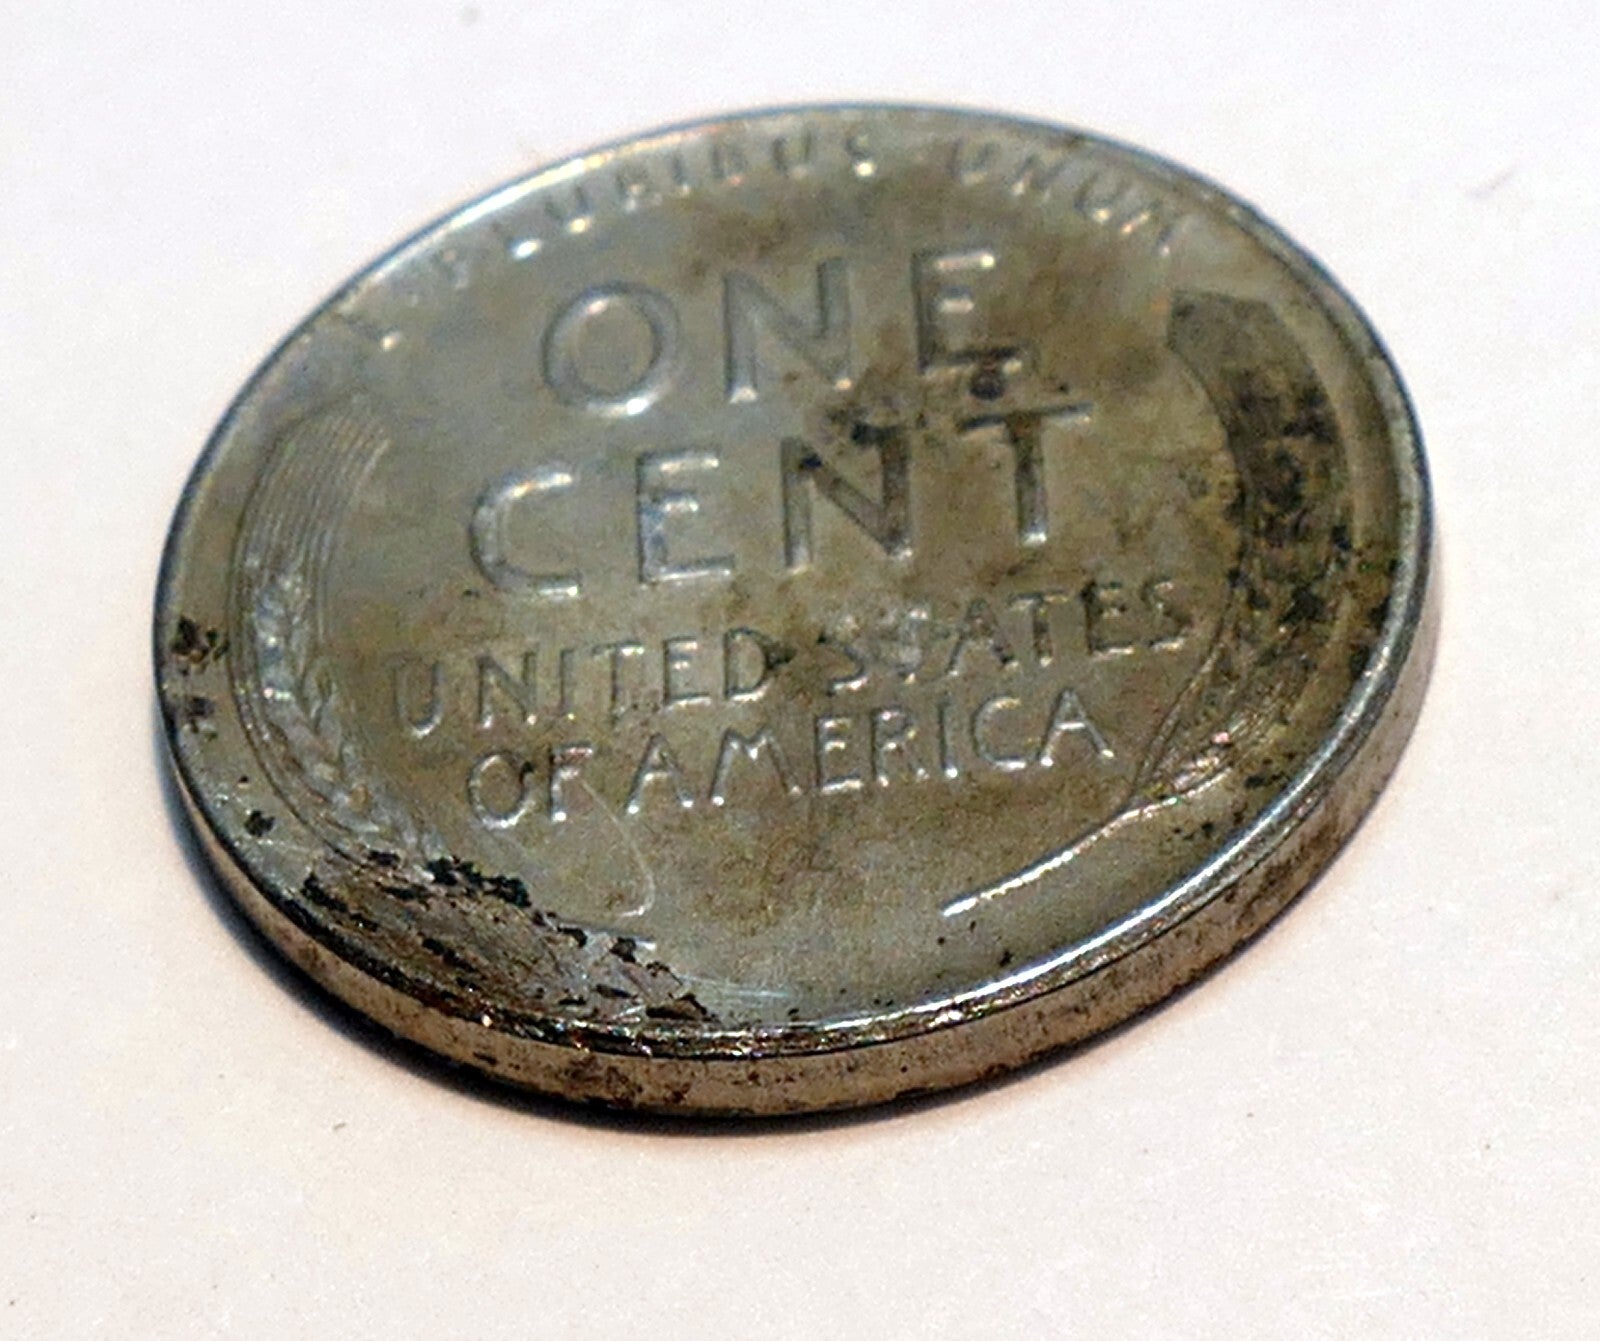 PLURIBUS UNUM
ONE
CENT
UNITED STATES
OF AMERICA